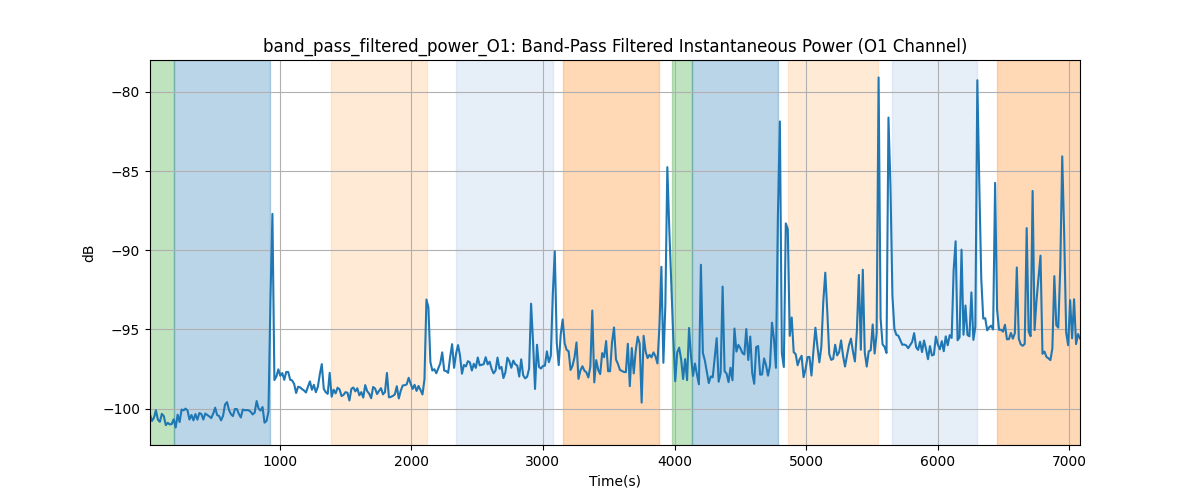 band_pass_filtered_power_O1: Band-Pass Filtered Instantaneous Power (O1 Channel)
−80
−85
−90
−95
−100
dB
1000 2000 3000 4000 5000 6000 7000
Time(s)